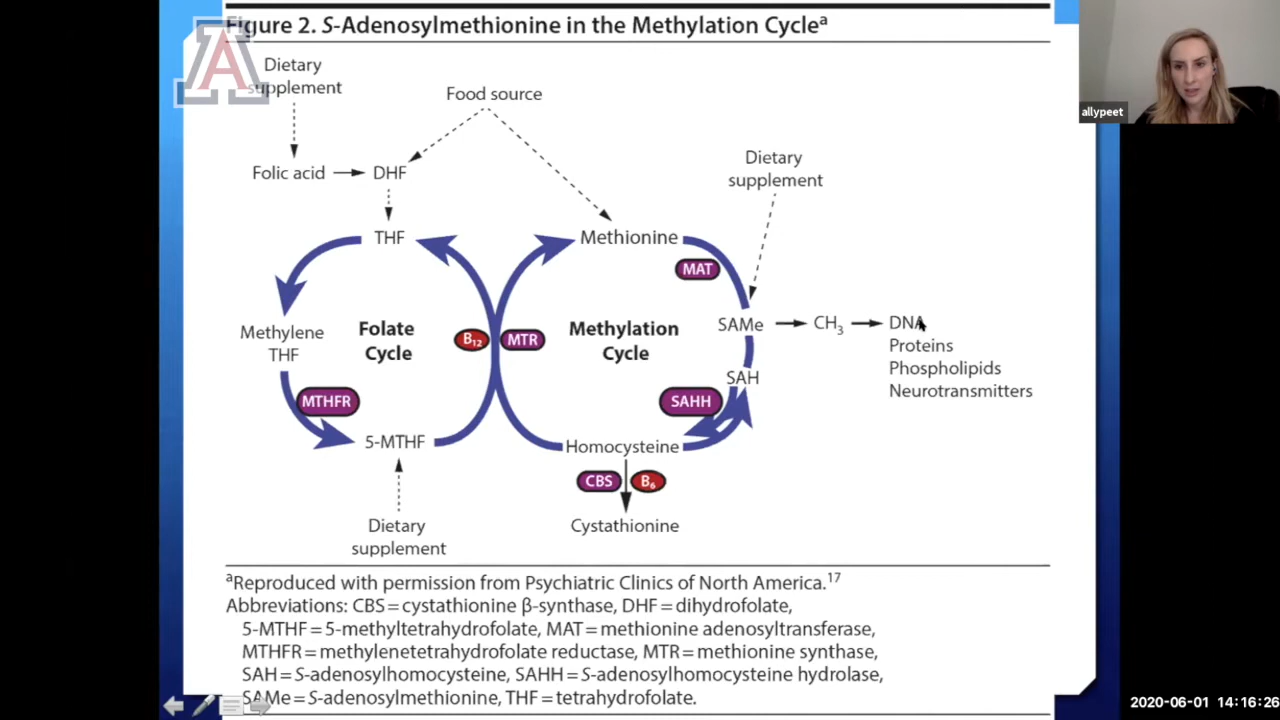 Figure 2. S-Adenosylmethionine in the Methylation Cycleᵃ
A
Dietary
supplement
Food source
allypeet
Folic acid
DHF
Dietary
supplement
THF
Methionine
MAT
Methylene
THF
Folate
Cycle
B₁₂
MTR
Methylation
Cycle
SAMe
CH₃
DNA
Proteins
Phospholipids
Neurotransmitters
SAH
MTHFR
SAHH
5-MTHF
Homocysteine
CBS
B₆
Dietary
supplement
Cystathionine
ᵃReproduced with permission from Psychiatric Clinics of North America.¹⁷
Abbreviations: CBS = cystathionine β-synthase, DHF = dihydrofolate,
5-MTHF = 5-methyltetrahydrofolate, MAT = methionine adenosyltransferase,
MTHFR = methylenetetrahydrofolate reductase, MTR = methionine synthase,
SAH = S-adenosylhomocysteine, SAHH = S-adenosylhomocysteine hydrolase,
SAMe = S-adenosylmethionine, THF = tetrahydrofolate.
2020-06-01 14:16:26